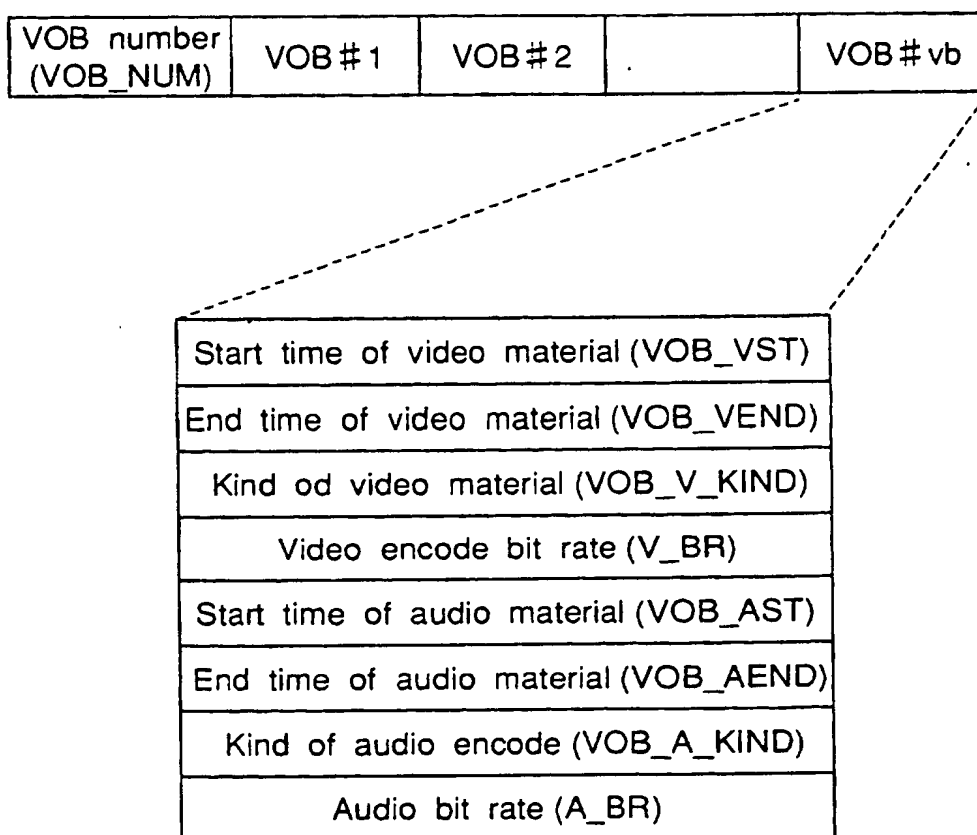 VOB number
(VOB_NUM)
VOB#1
VOB#2
VOB#vb
Start time of video material (VOB_VST)
End time of video material (VOB_VEND)
Kind od video material (VOB_V_KIND)
Video encode bit rate (V_BR)
Start time of audio material (VOB_AST)
End time of audio material (VOB_AEND)
Kind of audio encode (VOB_A_KIND)
Audio bit rate (A_BR)